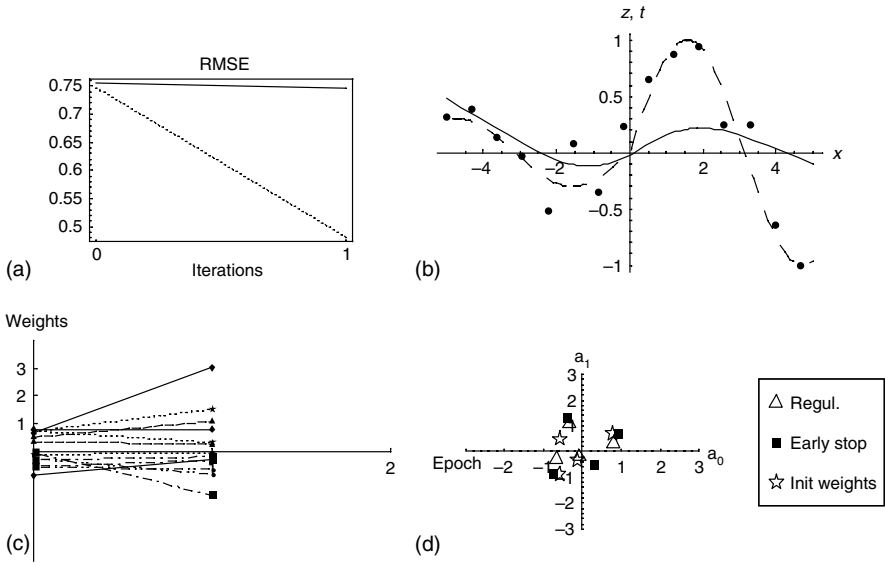 RMSE
0.75
0.7
0.65
0.6
0.55
0.5
0
1
Iterations
(a)
z, t
1
0.5
−4
−2
2
4
x
−0.5
−1
(b)
Weights
3
2
1
2
Epoch
(c)
a1
3
2
1
−2
−1
1
2
3
a0
−1
−2
−3
(d)
Regul.
Early stop
Init weights